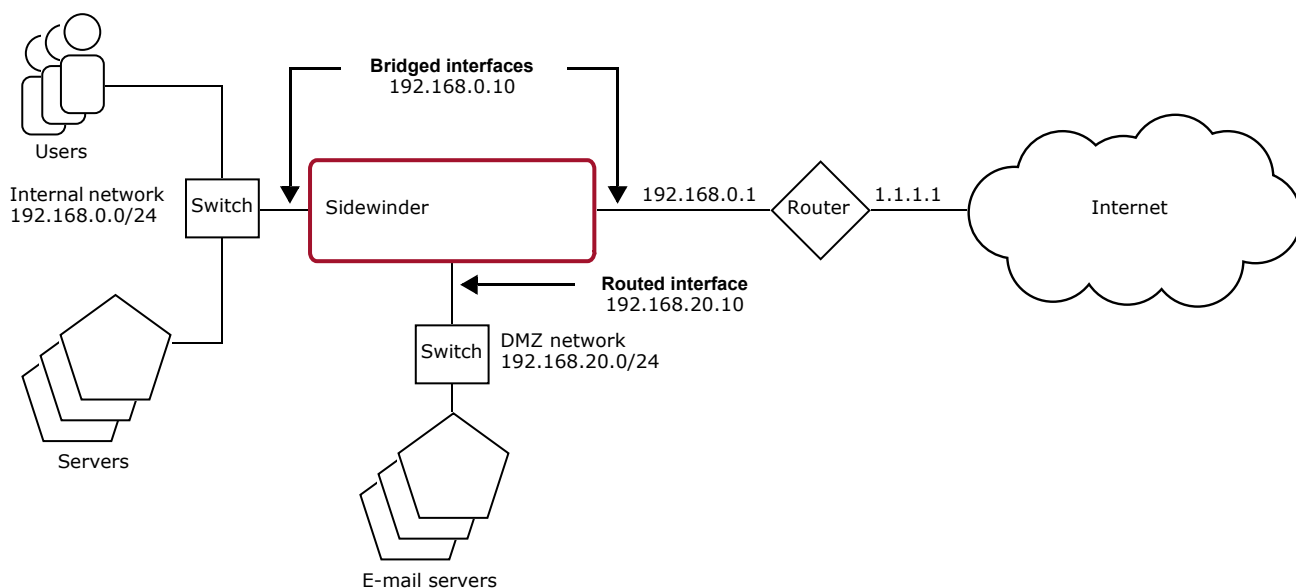 Bridged interfaces
192.168.0.10
Users
Internal network
192.168.0.0/24
Switch
Sidewinder
192.168.0.1
Router
1.1.1.1
Internet
Routed interface
192.168.20.10
Switch
DMZ network
192.168.20.0/24
Servers
E-mail servers